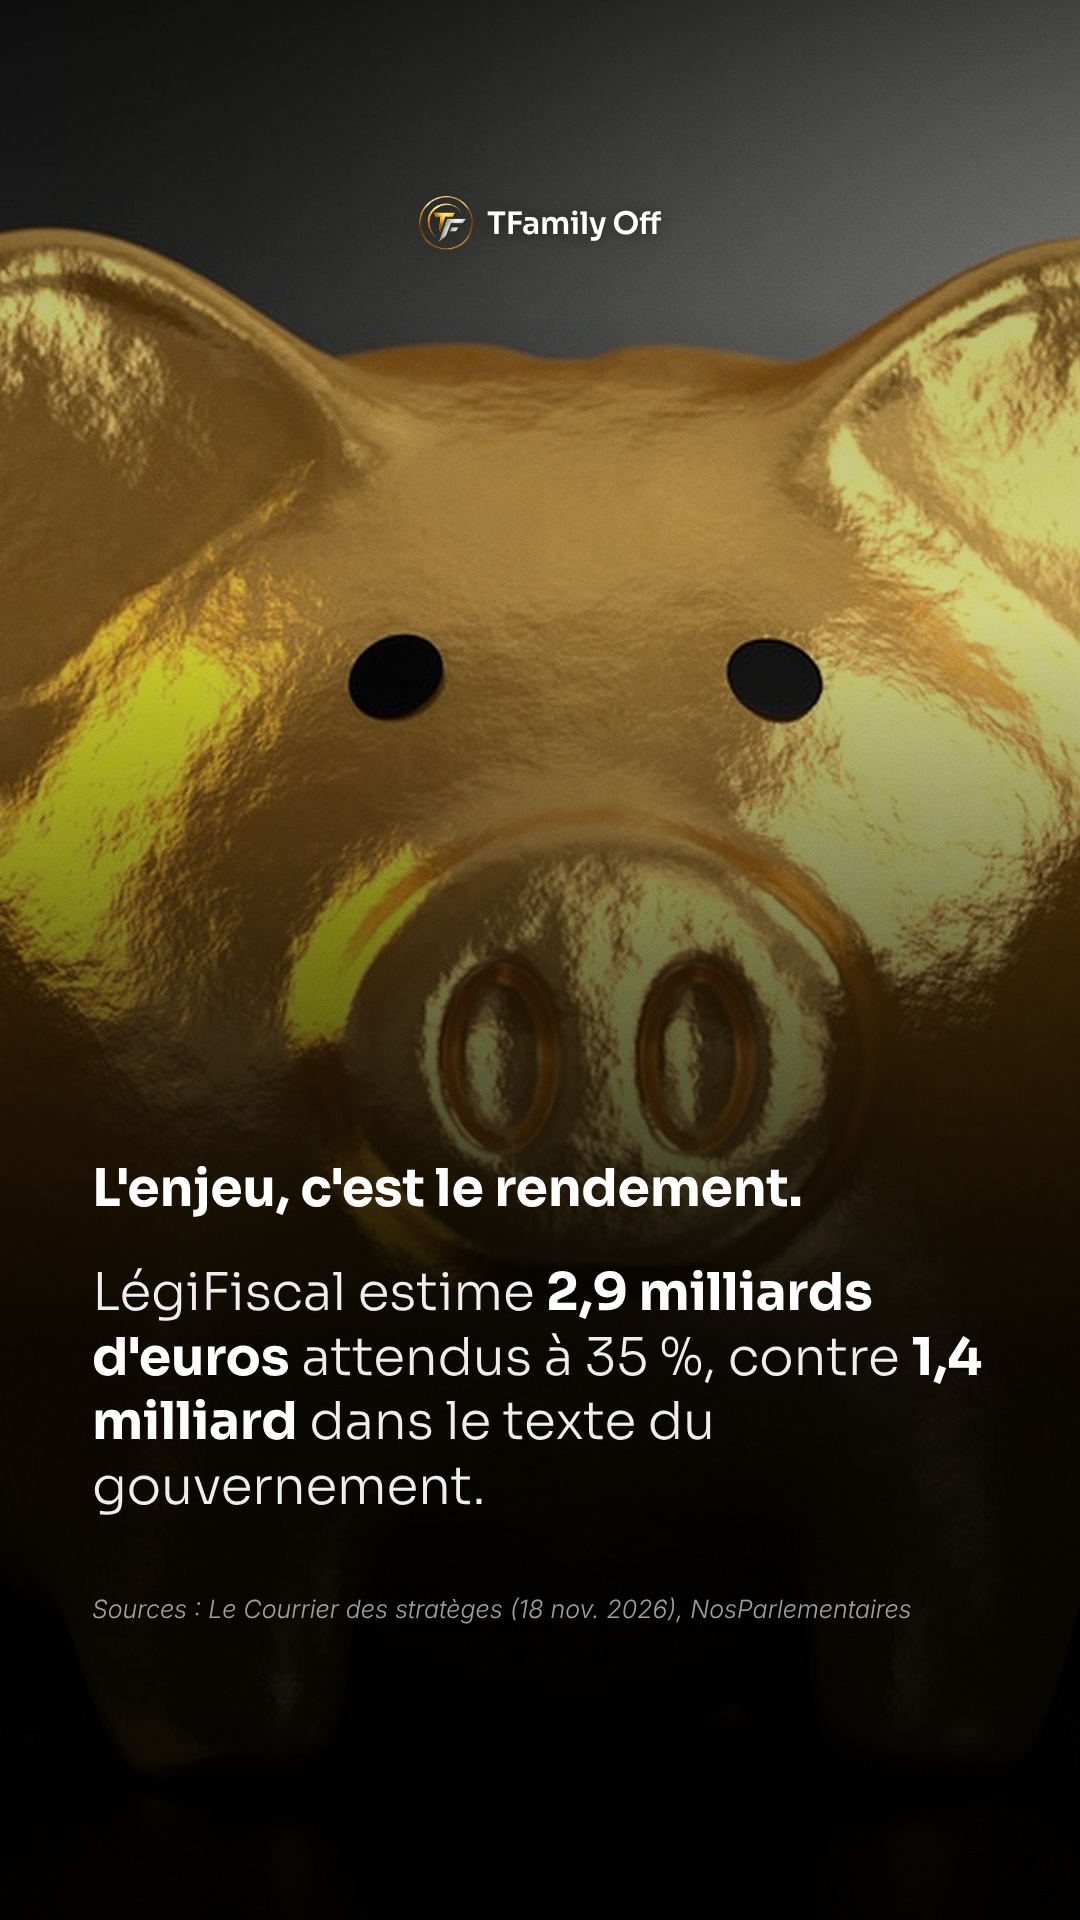 TFamily Off
L'enjeu, c'est le rendement.
LégiFiscal estime 2,9 milliards
d'euros attendus à 35 %, contre 1,4
milliard dans le texte du
gouvernement.
Sources : Le Courrier des stratèges (18 nov. 2026), NosParlementaires